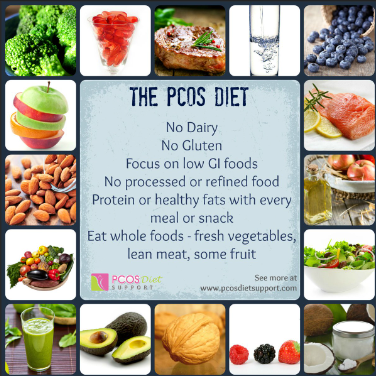 THE PCOS DIET
No Dairy
No Gluten
Focus on low GI foods
No processed or refined food
Protein or healthy fats with every
meal or snack
Eat whole foods - fresh vegetables,
lean meat, some fruit
PCOS Diet
SUPPORT
See more at
www.pcosdietsupport.com